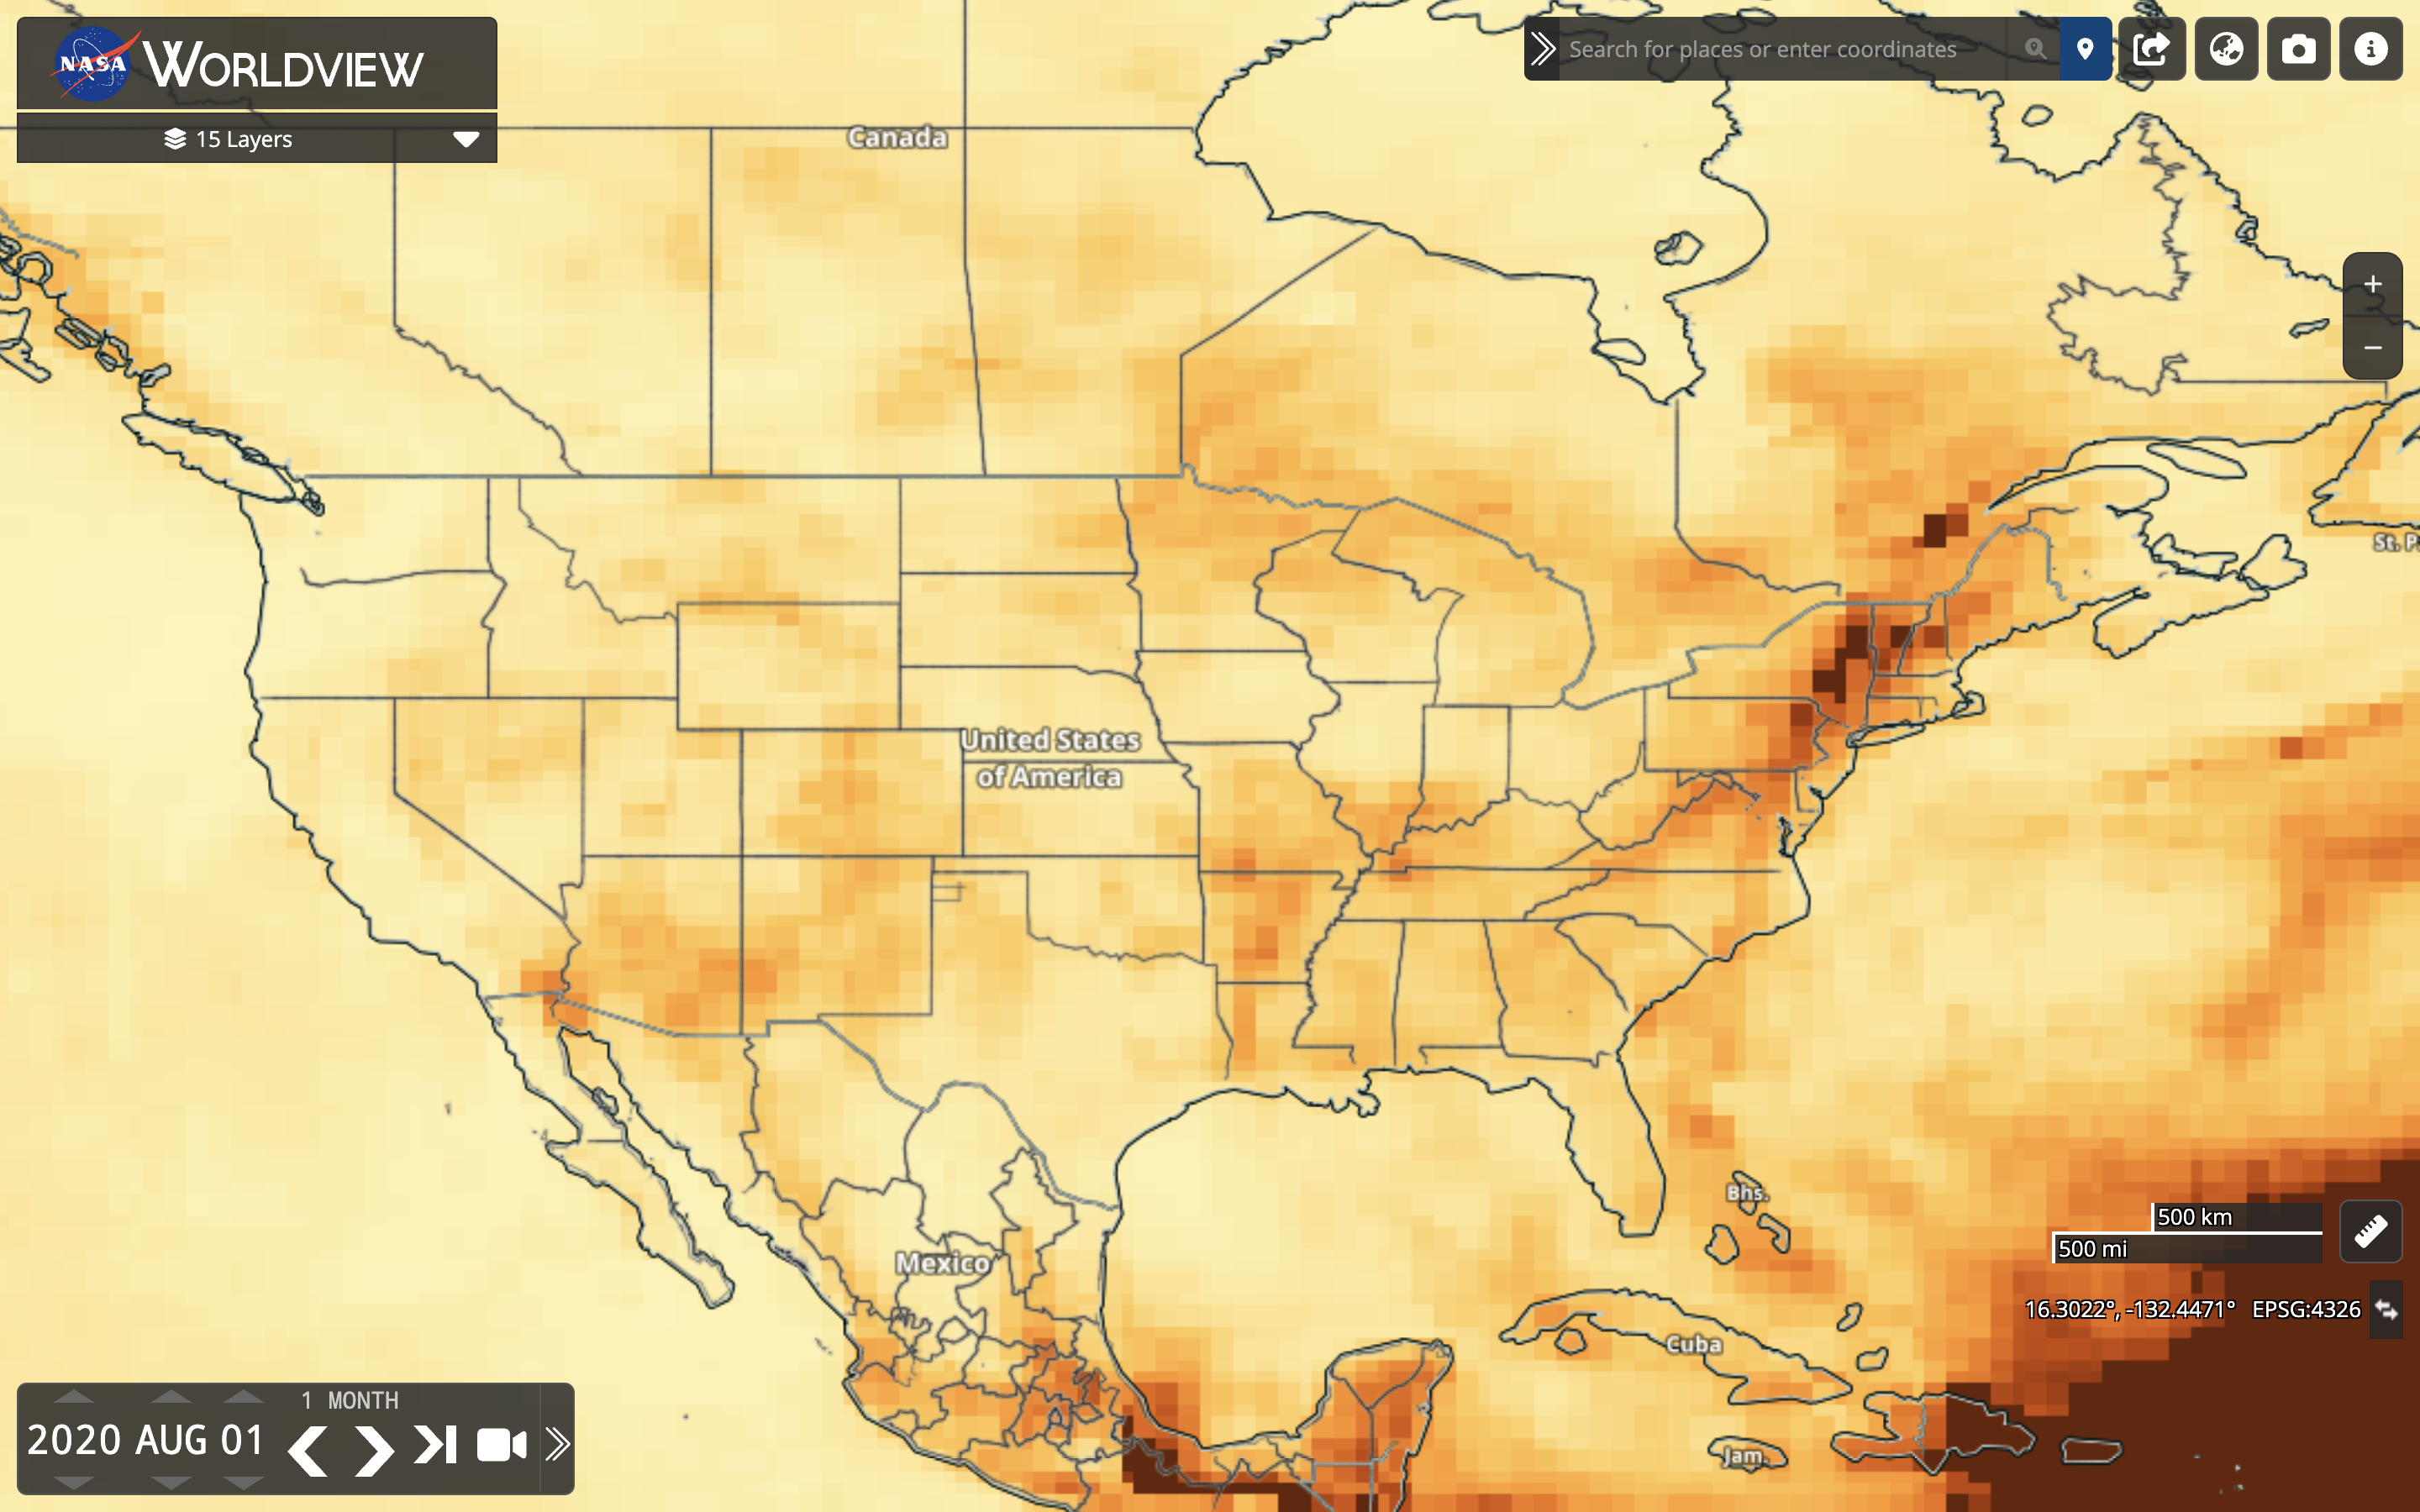 NASA WORLDVIEW
15 Layers
Search for places or enter coordinates
Canada
+
−
St. P
United States
of America
Bhs.
500 km
500 mi
Mexico
16.3022°, -132.4471° EPSG:4326
Cuba
Jam.
1 MONTH
2020 AUG 01